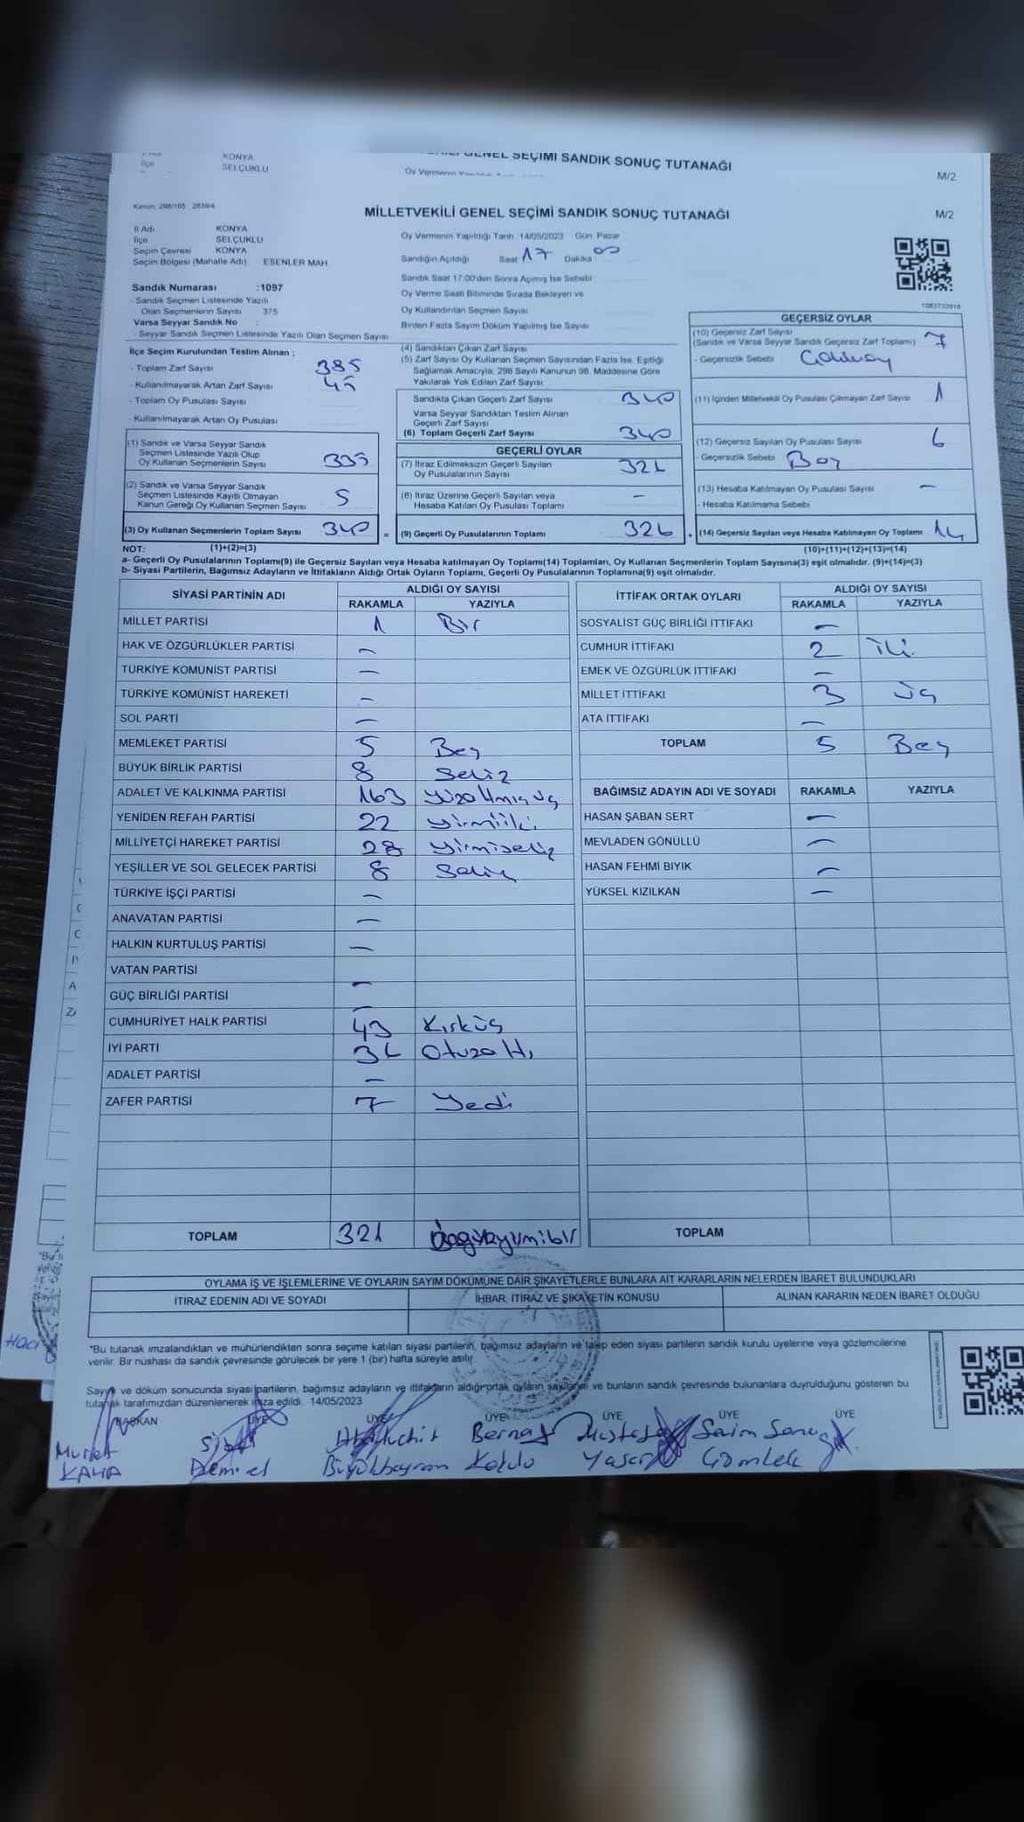 KONYA
SELÇUKLU
GENEL SEÇİMİ SANDIK SONUÇ TUTANAĞI
M/2
MİLLETVEKİLİ GENEL SEÇİMİ SANDIK SONUÇ TUTANAĞI
M/2
İl Adı KONYA
İlçe SELÇUKLU
Seçim Çevresi KONYA
Seçim Bölgesi (Mahalle Adı) ESENLER MAH
Oy Vermenin Yapıldığı Tarih: 14/05/2023 Gün: Pazar
Sandığın Açıldığı Saat 17 Dakika 00
Sandık Saat 17.00'den Sonra Açılmış İse Sebebi
Oy Verme Saati Bitiminde Sırada Bekleyen ve
Oy Kullandırılan Seçmen Sayısı
Birden Fazla Sayım Döküm Yapılmış İse Sayısı
Sandık Numarası :1097
- Sandık Seçmen Listesinde Yazılı
Olan Seçmenlerin Sayısı 375
Varsa Seyyar Sandık No :
- Seyyar Sandık Seçmen Listesinde Yazılı Olan Seçmen Sayısı
İlçe Seçim Kurulundan Teslim Alınan ;
- Toplam Zarf Sayısı 385
- Kullanılmayarak Artan Zarf Sayısı 45
- Toplam Oy Pusulası Sayısı
- Kullanılmayarak Artan Oy Pusulası
(1) Sandık ve Varsa Seyyar Sandık
Seçmen Listesinde Yazılı Olup
Oy Kullanan Seçmenlerin Sayısı 335
(2) Sandık ve Varsa Seyyar Sandık
Seçmen Listesinde Kayıtlı Olmayan
Kanun Gereği Oy Kullanan Seçmen Sayısı 5
(3) Oy Kullanan Seçmenlerin Toplam Sayısı 340
(4) Sandıktan Çıkan Zarf Sayısı
(5) Zarf Sayısı Oy Kullanan Seçmen Sayısından Fazla İse, Eşitliği
Sağlamak Amacıyla, 298 Sayılı Kanunun 98. Maddesine Göre
Yakılarak Yok Edilen Zarf Sayısı
Sandıkta Çıkan Geçerli Zarf Sayısı 340
Varsa Seyyar Sandıktan Teslim Alınan
Geçerli Zarf Sayısı
(6) Toplam Geçerli Zarf Sayısı 340
GEÇERLİ OYLAR
(7) İtiraz Edilmeksizin Geçerli Sayılan
Oy Pusulalarının Sayısı 326
(8) İtiraz Üzerine Geçerli Sayılan veya
Hesaba Katılan Oy Pusulası Toplamı —
= (9) Geçerli Oy Pusulalarının Toplamı 326
1083733918
GEÇERSİZ OYLAR
(10) Geçersiz Zarf Sayısı
(Sandık ve Varsa Seyyar Sandık Geçersiz Zarf Toplamı) 7
- Geçersizlik Sebebi
(11) İçinden Milletvekili Oy Pusulası Çıkmayan Zarf Sayısı 1
(12) Geçersiz Sayılan Oy Pusulası Sayısı 6
- Geçersizlik Sebebi Boş
(13) Hesaba Katılmayan Oy Pusulası Sayısı —
- Hesaba Katılmama Sebebi
+ (14) Geçersiz Sayılan veya Hesaba Katılmayan Oy Toplamı 14
NOT: (1)+(2)=(3) (10)+(11)+(12)+(13)=(14)
a- Geçerli Oy Pusulalarının Toplamı(9) ile Geçersiz Sayılan veya Hesaba Katılmayan Oy Toplamı(14) Toplamları, Oy Kullanan Seçmenlerin Toplam Sayısına(3) eşit olmalıdır. (9)+(14)=(3)
b- Siyasi Partilerin, Bağımsız Adayların ve İttifakların Aldığı Ortak Oyların Toplamı, Geçerli Oy Pusulalarının Toplamına(9) eşit olmalıdır.
SİYASİ PARTİNİN ADI ALDIĞI OY SAYISI
RAKAMLA YAZIYLA
MİLLET PARTİSİ 1 Bir
HAK VE ÖZGÜRLÜKLER PARTİSİ —
TÜRKİYE KOMÜNİST PARTİSİ —
TÜRKİYE KOMÜNİST HAREKETİ —
SOL PARTİ —
MEMLEKET PARTİSİ 5 Beş
BÜYÜK BİRLİK PARTİSİ 8 Sekiz
ADALET VE KALKINMA PARTİSİ 163 Yüzaltmışüç
YENİDEN REFAH PARTİSİ 22 Yirmiiki
MİLLİYETÇİ HAREKET PARTİSİ 28 Yirmisekiz
YEŞİLLER VE SOL GELECEK PARTİSİ 8 Sekiz
TÜRKİYE İŞÇİ PARTİSİ —
ANAVATAN PARTİSİ —
HALKIN KURTULUŞ PARTİSİ —
VATAN PARTİSİ —
GÜÇ BİRLİĞİ PARTİSİ —
CUMHURİYET HALK PARTİSİ 43 Kırküç
İYİ PARTİ 36 Otuzaltı
ADALET PARTİSİ —
ZAFER PARTİSİ 7 Yedi
TOPLAM 321
İTTİFAK ORTAK OYLARI ALDIĞI OY SAYISI
RAKAMLA YAZIYLA
SOSYALİST GÜÇ BİRLİĞİ İTTİFAKI —
CUMHUR İTTİFAKI 2 iki
EMEK VE ÖZGÜRLÜK İTTİFAKI —
MİLLET İTTİFAKI 3 üç
ATA İTTİFAKI —
TOPLAM 5 Beş
BAĞIMSIZ ADAYIN ADI VE SOYADI RAKAMLA YAZIYLA
HASAN ŞABAN SERT —
MEVLADEN GÖNÜLLÜ —
HASAN FEHMİ BIYIK —
YÜKSEL KIZILKAN —
TOPLAM
OYLAMA İŞ VE İŞLEMLERİNE VE OYLARIN SAYIM DÖKÜMÜNE DAİR ŞİKAYETLERLE BUNLARA AİT KARARLARIN NELERDEN İBARET BULUNDUKLARI
İTİRAZ EDENİN ADI VE SOYADI İHBAR, İTİRAZ VE ŞİKAYETİN KONUSU ALINAN KARARIN NEDEN İBARET OLDUĞU
*Bu tutanak imzalandıktan ve mühürlendikten sonra seçime katılan siyasi partilerin, bağımsız adayların ve talep eden siyasi partilerin sandık kurulu üyelerine veya gözlemcilerine
verilir. Bir nüshası da sandık çevresinde görülecek bir yere 1 (bir) hafta süreyle asılır.
Sayım ve döküm sonucunda siyasi partilerin, bağımsız adayların ve ittifakların aldığı ortak oyların sayısını ve bunların sandık çevresinde bulunanlara duyrulduğunu gösteren bu
tutanak tarafımızdan düzenlenerek imza edildi. 14/05/2023
BAŞKAN ÜYE ÜYE ÜYE ÜYE ÜYE ÜYE
Murat Berna Mustafa Saim
KAYA Demirel Büyükbayram Yaşar Gömlek